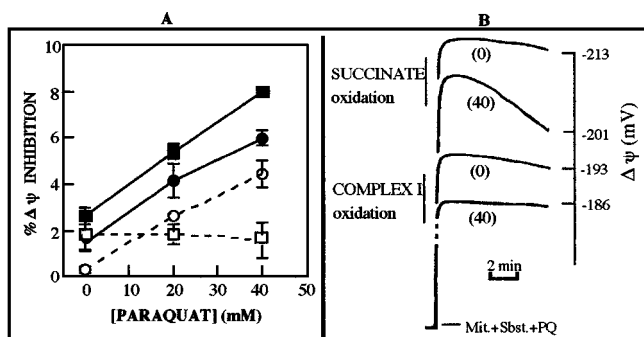 A
B
% Δψ INHIBITION
10
8
6
4
2
0
0 10 20 30 40 50
[PARAQUAT] (mM)
SUCCINATE
oxidation
(0)
(40)
COMPLEX I
oxidation
(0)
(40)
-213
-201
-193
-186
Δ ψ (mV)
2 min
Mit.+Sbst.+PQ